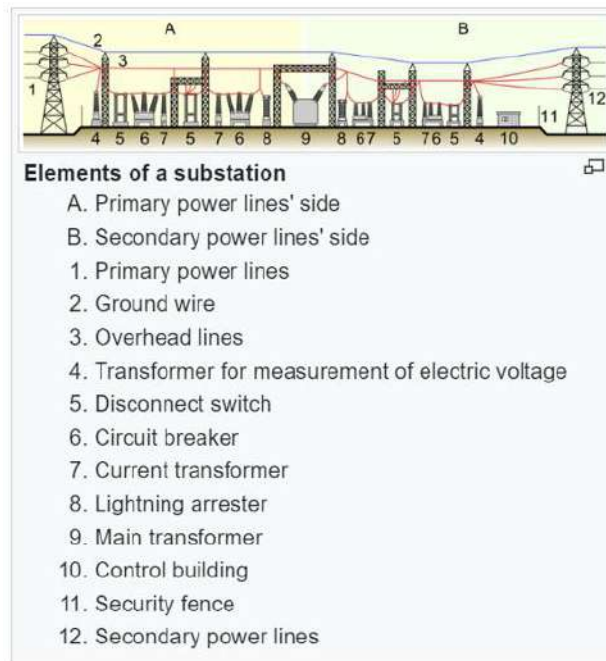 A B
2
3
1
12
11
4 5 6 7 5 7 6 8 9 8 6 7 5 7 6 5 4 10
Elements of a substation
A. Primary power lines' side
B. Secondary power lines' side
1. Primary power lines
2. Ground wire
3. Overhead lines
4. Transformer for measurement of electric voltage
5. Disconnect switch
6. Circuit breaker
7. Current transformer
8. Lightning arrester
9. Main transformer
10. Control building
11. Security fence
12. Secondary power lines